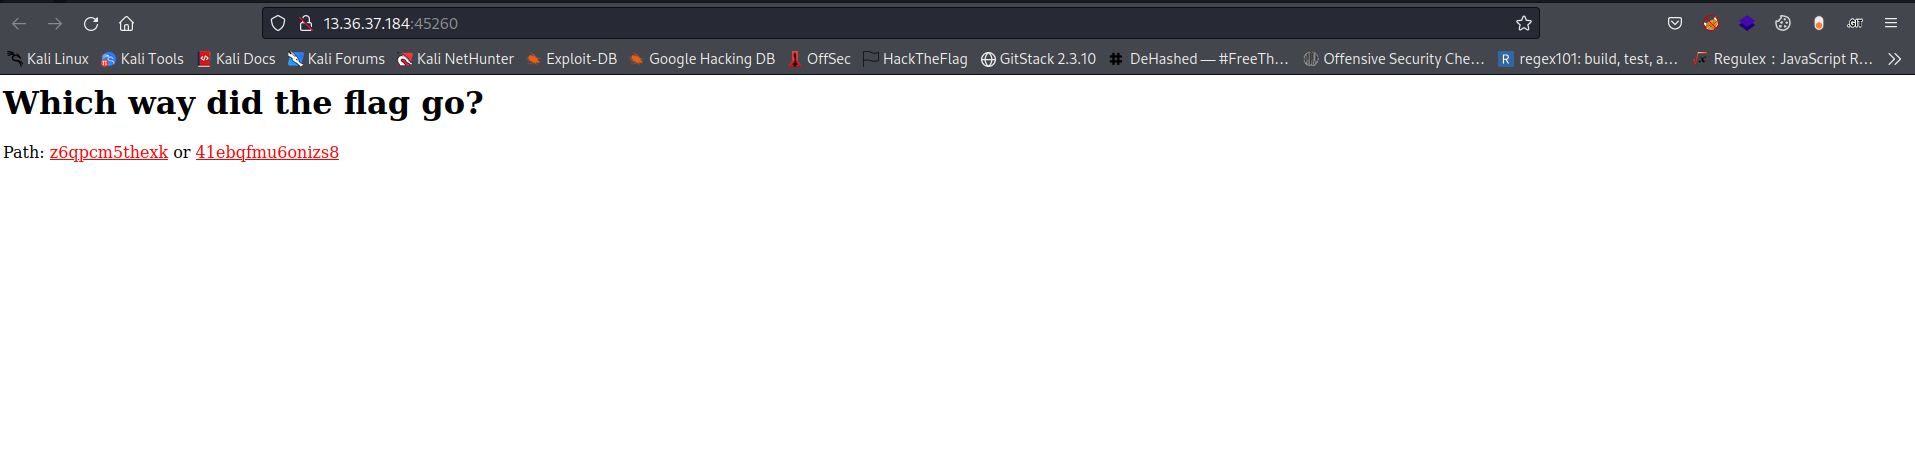 13.36.37.184:45260
.GIT
Kali Linux Kali Tools Kali Docs Kali Forums Kali NetHunter Exploit-DB Google Hacking DB OffSec HackTheFlag GitStack 2.3.10 DeHashed — #FreeTh… Offensive Security Che… R regex101: build, test, a… Regulex : JavaScript R…
Which way did the flag go?
Path: z6qpcm5thexk or 41ebqfmu6onizs8